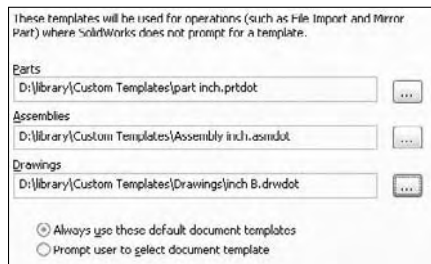 These templates will be used for operations (such as File Import and Mirror
Part) where SolidWorks does not prompt for a template.
Parts
D:\library\Custom Templates\part inch.prtdot
...
Assemblies
D:\library\Custom Templates\Assembly inch.asmdot
...
Drawings
D:\library\Custom Templates\Drawings\inch B.drwdot
...
Always use these default document templates
Prompt user to select document template